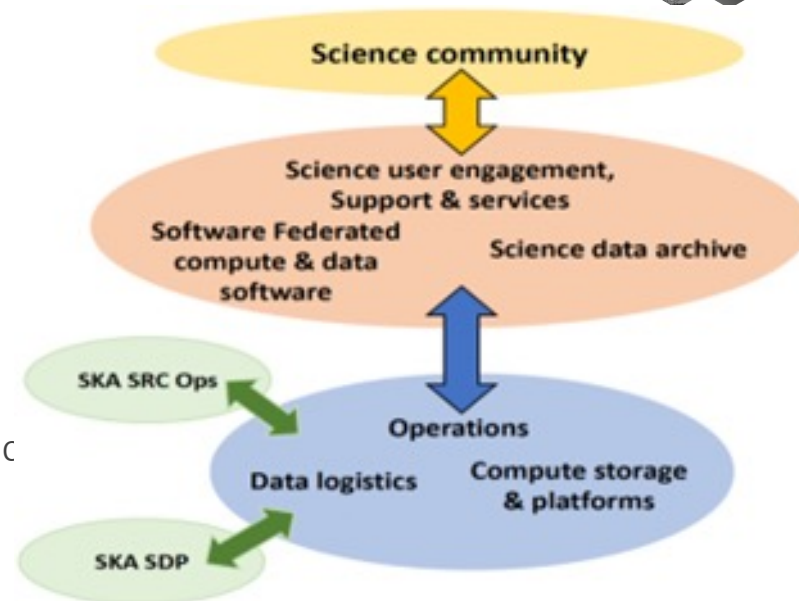 Science community
Science user engagement,
Support & services
Software Federated
compute & data
software
Science data archive
SKA SRC Ops
Operations
Data logistics
Compute storage
& platforms
SKA SDP